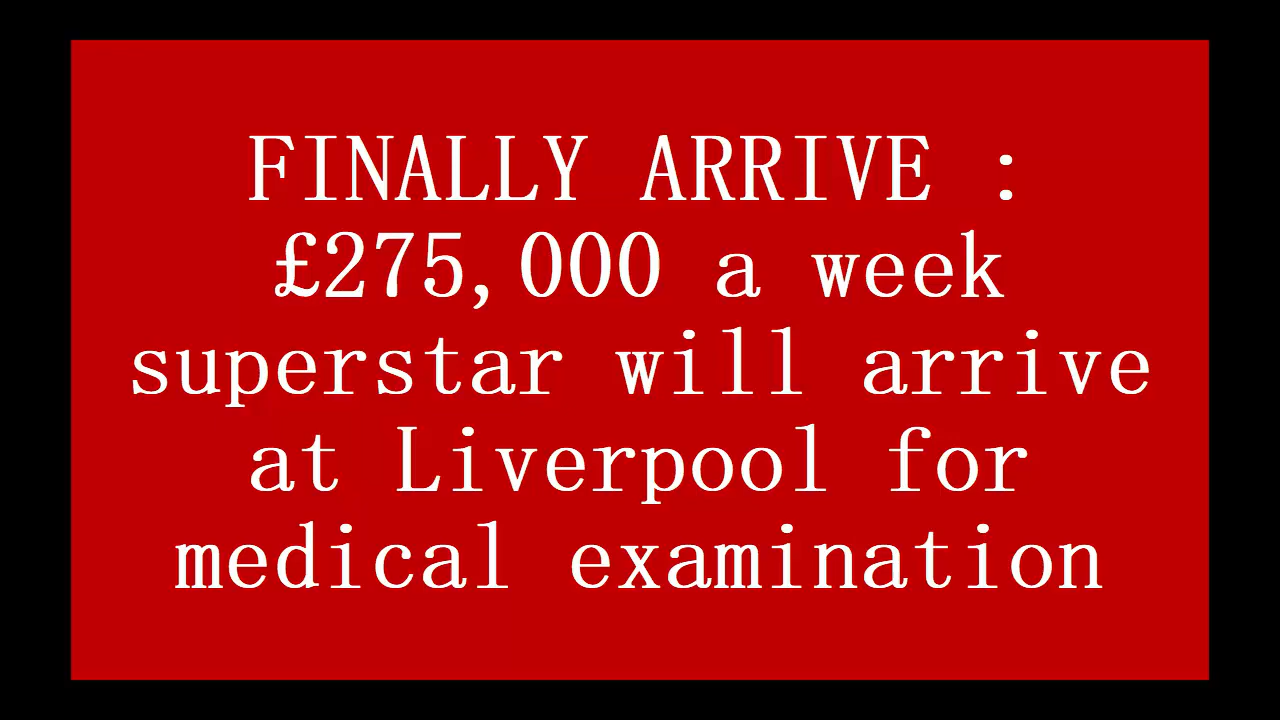 FINALLY ARRIVE :
£275,000 a week
superstar will arrive
at Liverpool for
medical examination